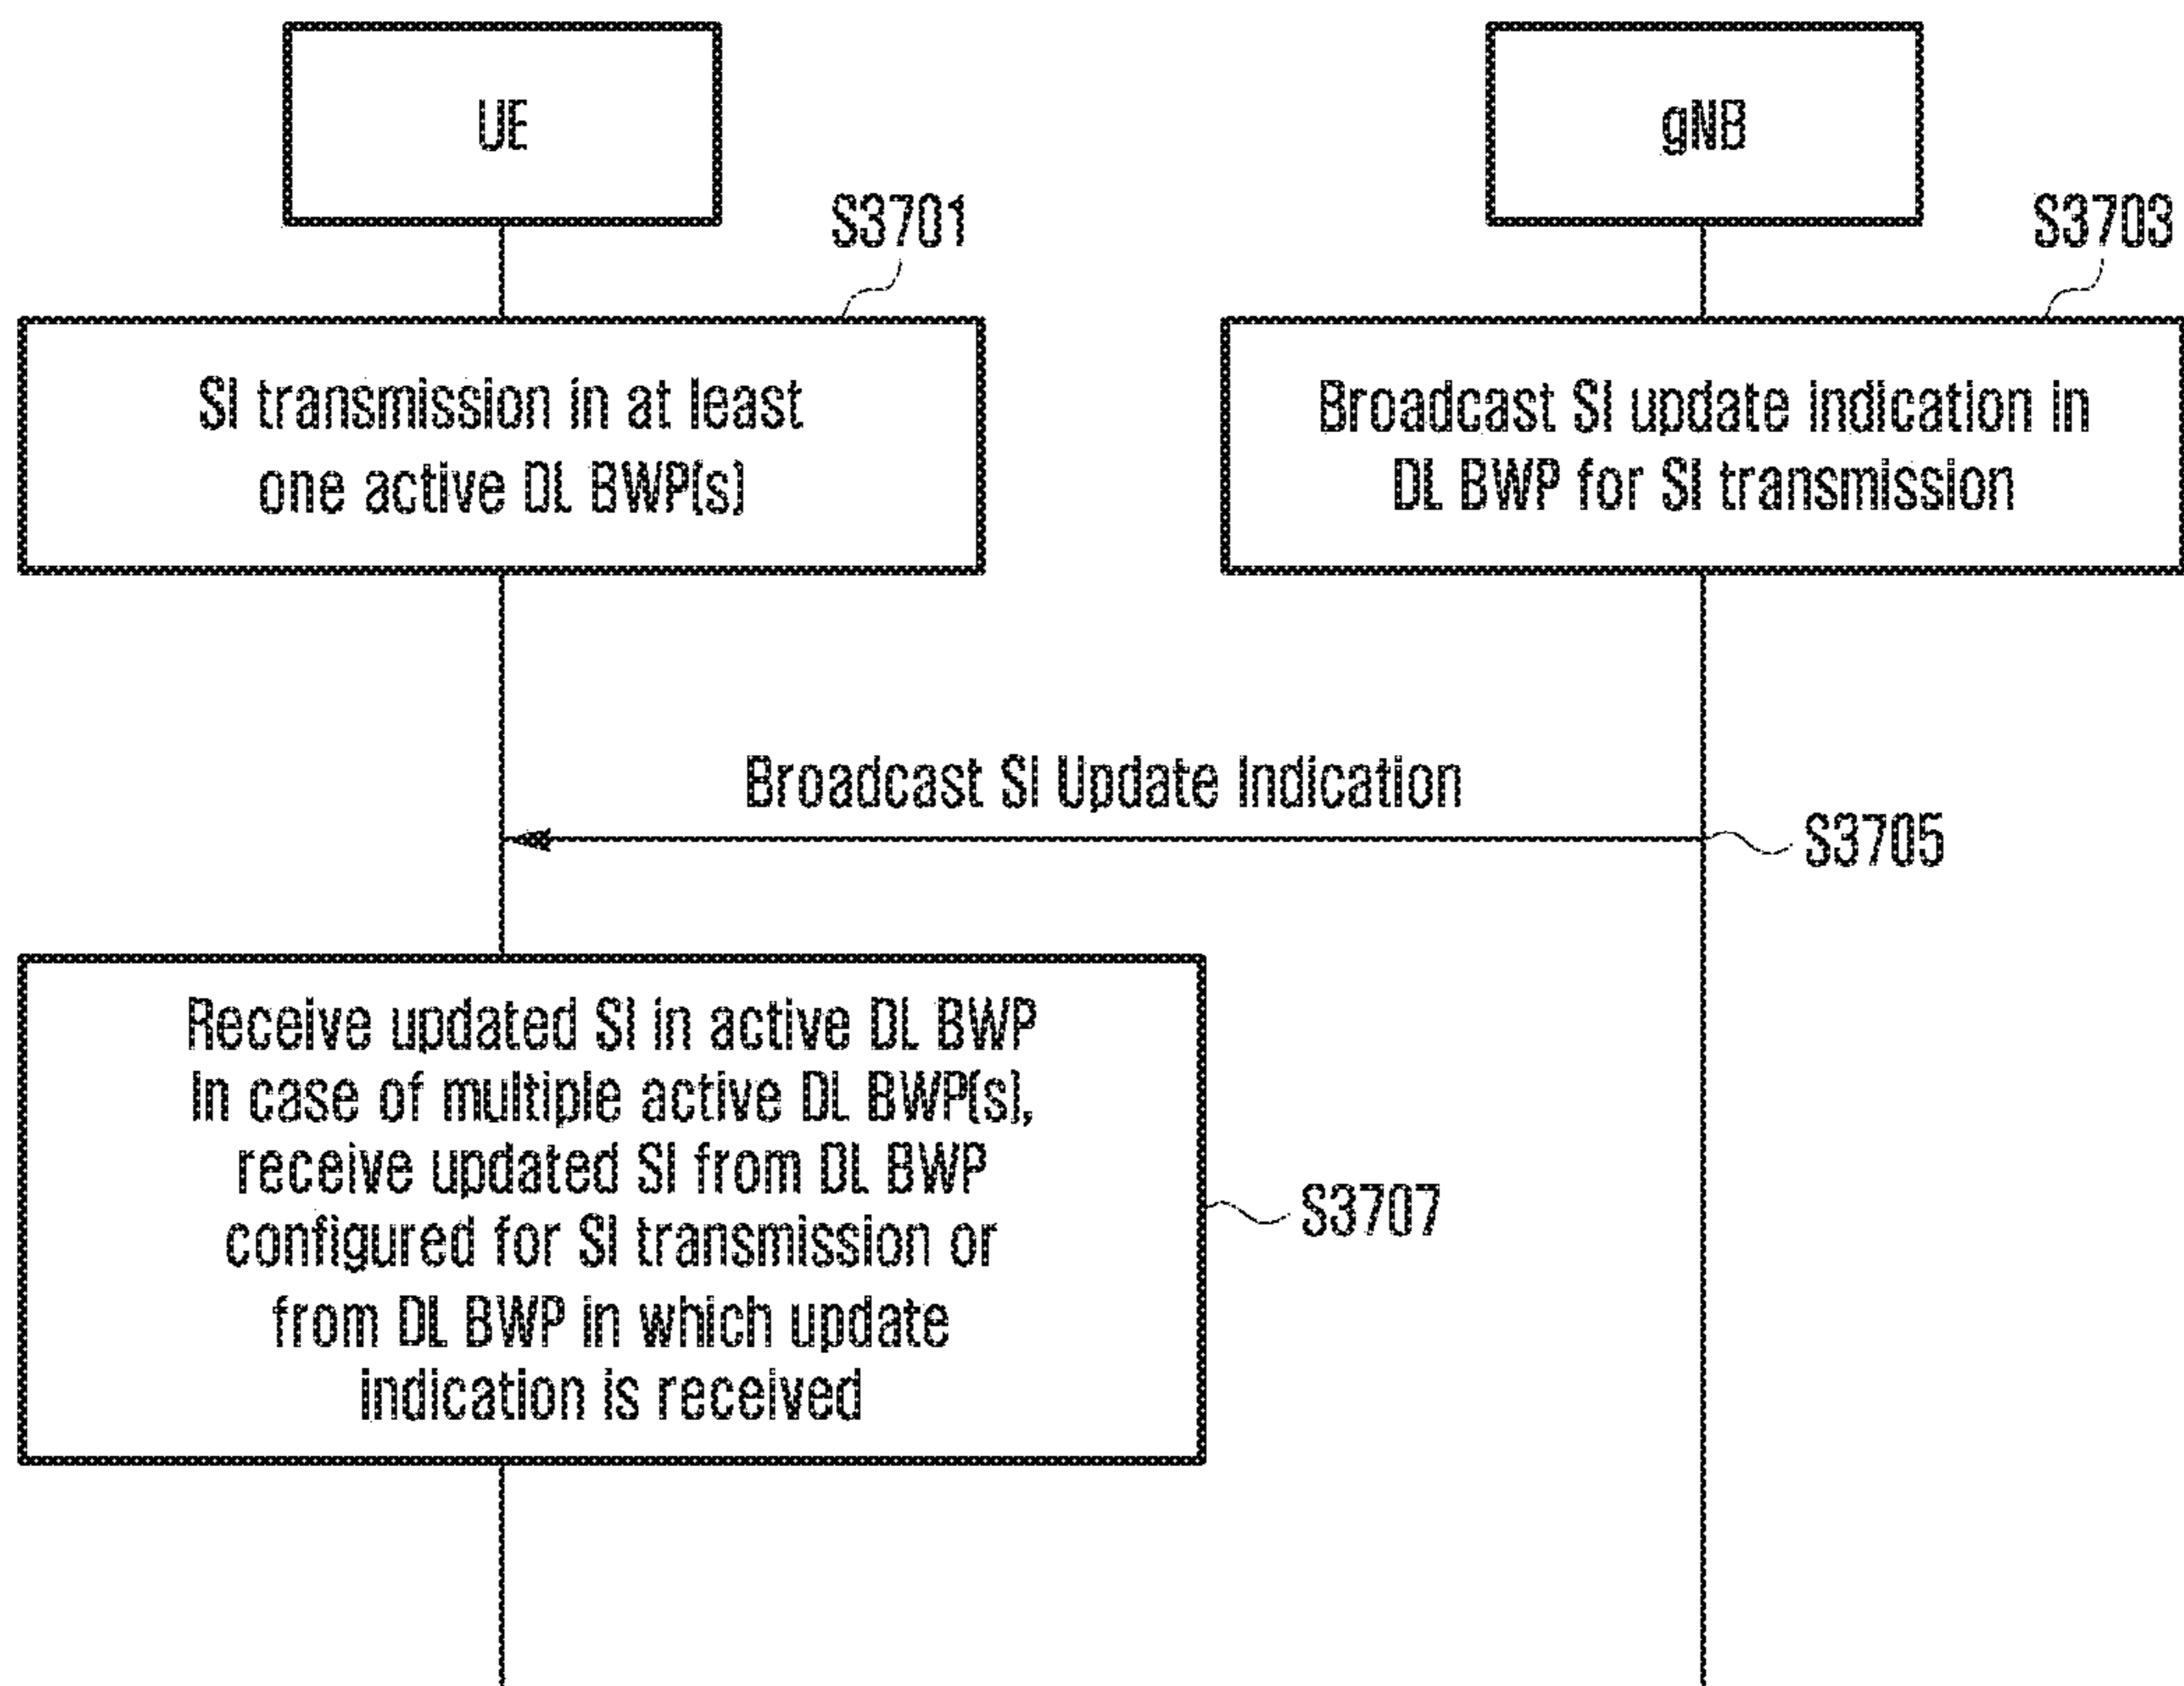 UE
gNB
S3701
S3703
SI transmission in at least
one active DL BWP(s)
Broadcast SI update indication in
DL BWP for SI transmission
Broadcast SI Update Indication
S3705
Receive updated SI in active DL BWP
In case of multiple active DL BWP(s),
receive updated SI from DL BWP
configured for SI transmission or
from DL BWP in which update
indication is received
S3707